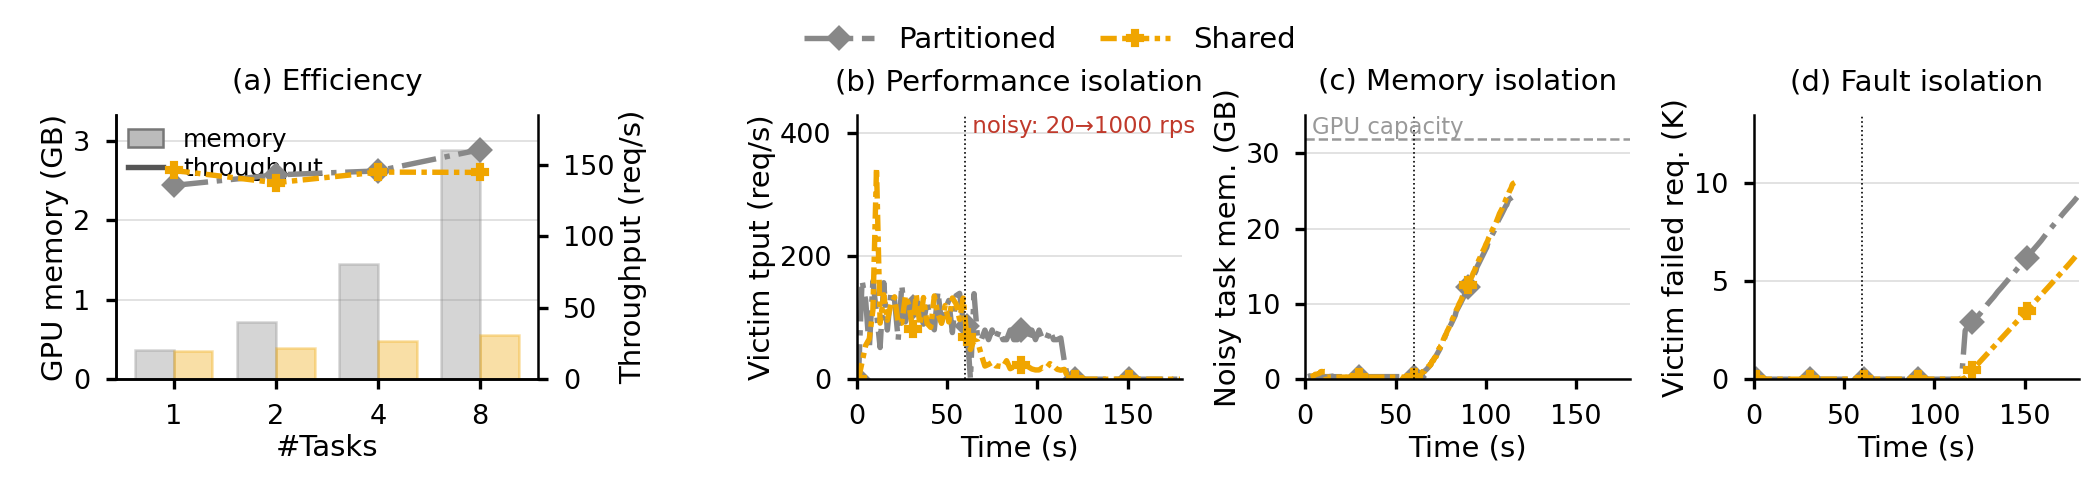 Partitioned
Shared
(a) Efficiency
GPU memory (GB)
3
2
1
0
memory
throughput
150
100
50
0
Throughput (req/s)
1 2 4 8
#Tasks
(b) Performance isolation
Victim tput (req/s)
400
200
0
noisy: 20→1000 rps
0 50 100 150
Time (s)
(c) Memory isolation
Noisy task mem. (GB)
30
20
10
0
GPU capacity
0 50 100 150
Time (s)
(d) Fault isolation
Victim failed req. (K)
10
5
0
0 50 100 150
Time (s)